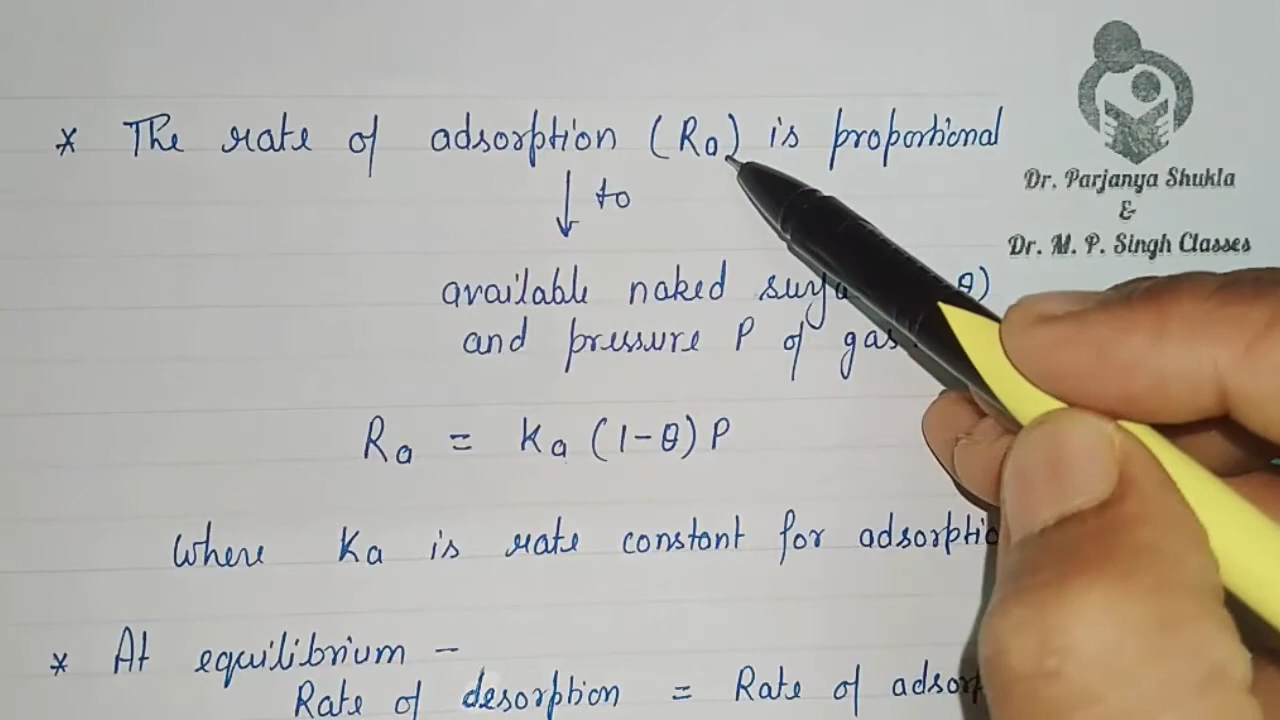 * The rate of adsorption (Ra) is proportional
↓ to
available naked θ)
and pressure P of gas.
Ra = Ka (1-θ) P
where Ka is rate constant for
* At equilibrium -
Rate of desorption = Rate of
Dr. Parjanya Shukla
&
Dr. M. P. Singh Classes